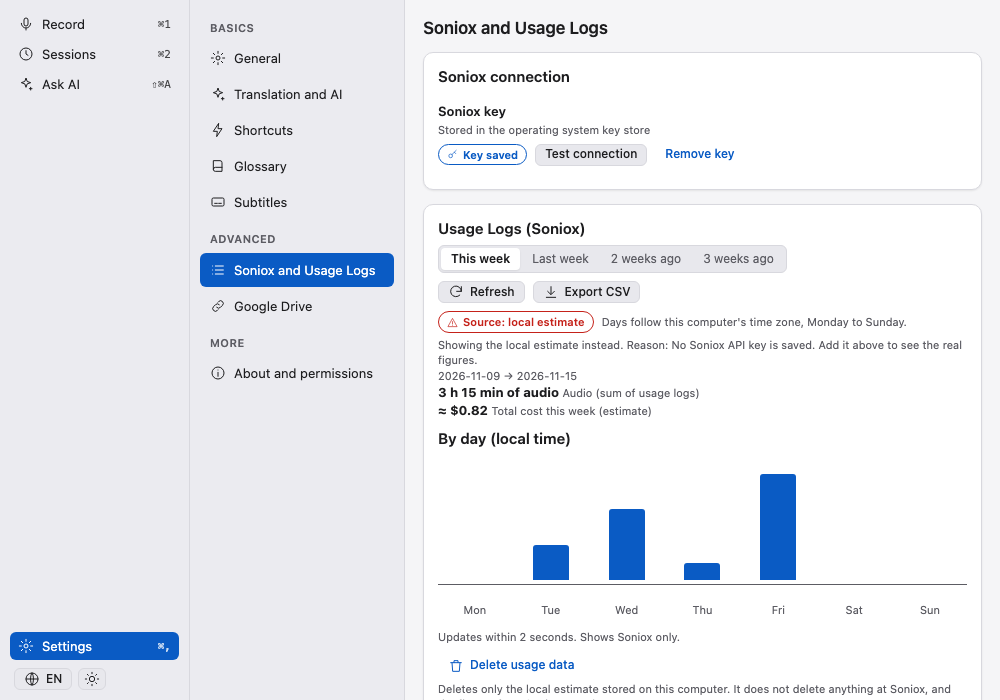 Record ⌘1
Sessions ⌘2
Ask AI ⇧⌘A
Settings ⌘,
EN
BASICS
General
Translation and AI
Shortcuts
Glossary
Subtitles
ADVANCED
Soniox and Usage Logs
Google Drive
MORE
About and permissions
Soniox and Usage Logs
Soniox connection
Soniox key
Stored in the operating system key store
Key saved Test connection Remove key
Usage Logs (Soniox)
This week Last week 2 weeks ago 3 weeks ago
Refresh Export CSV
Source: local estimate Days follow this computer's time zone, Monday to Sunday.
Showing the local estimate instead. Reason: No Soniox API key is saved. Add it above to see the real
figures.
2026-11-09 → 2026-11-15
3 h 15 min of audio Audio (sum of usage logs)
≈ $0.82 Total cost this week (estimate)
By day (local time)
Mon Tue Wed Thu Fri Sat Sun
Updates within 2 seconds. Shows Soniox only.
Delete usage data
Deletes only the local estimate stored on this computer. It does not delete anything at Soniox, and